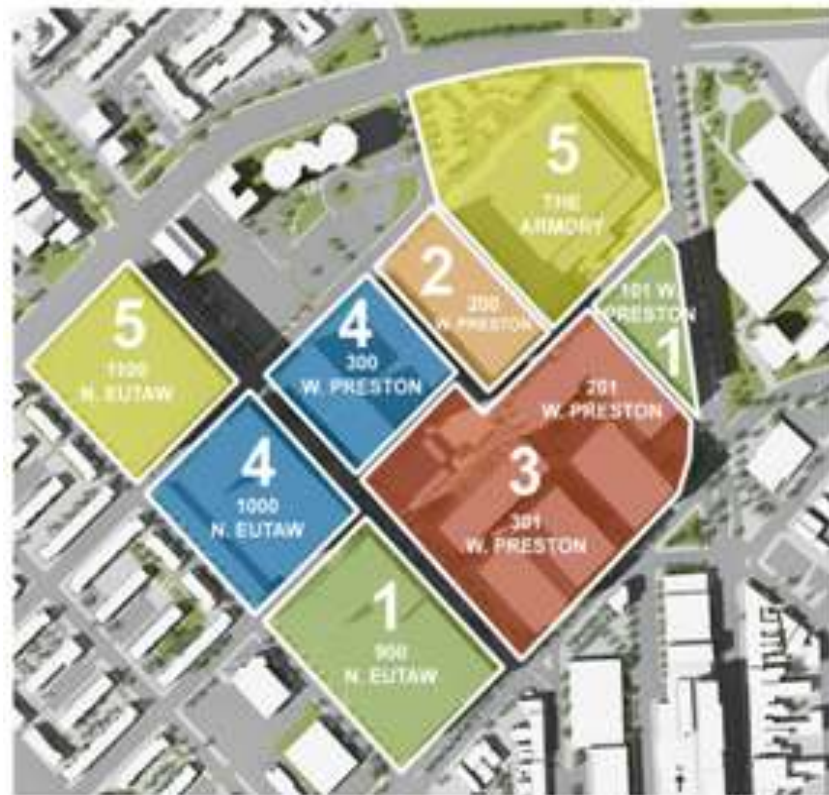 5
THE
ARMORY
2
200
W. PRESTON
101 W.
PRESTON
1
5
1100
N. EUTAW
4
300
W. PRESTON
201
W. PRESTON
4
1000
N. EUTAW
3
301
W. PRESTON
1
900
N. EUTAW